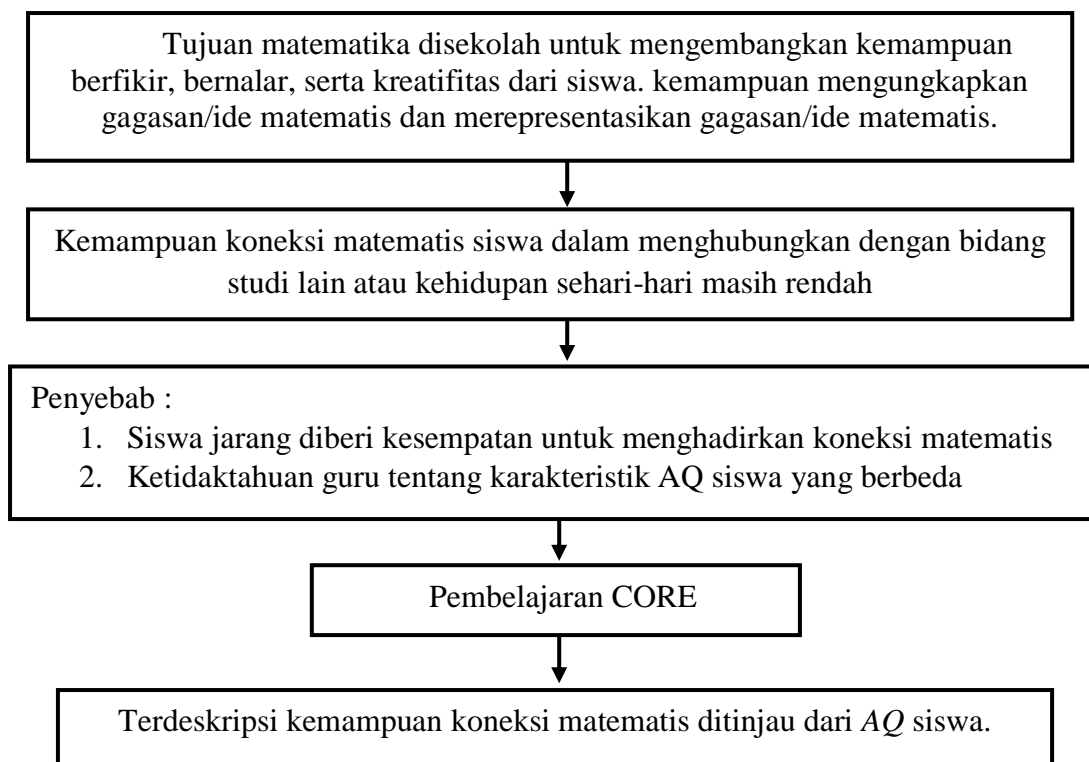 Tujuan matematika disekolah untuk mengembangkan kemampuan
berfikir, bernalar, serta kreatifitas dari siswa. kemampuan mengungkapkan
gagasan/ide matematis dan merepresentasikan gagasan/ide matematis.
Kemampuan koneksi matematis siswa dalam menghubungkan dengan bidang
studi lain atau kehidupan sehari-hari masih rendah
Penyebab :
1. Siswa jarang diberi kesempatan untuk menghadirkan koneksi matematis
2. Ketidaktahuan guru tentang karakteristik AQ siswa yang berbeda
Pembelajaran CORE
Terdeskripsi kemampuan koneksi matematis ditinjau dari AQ siswa.